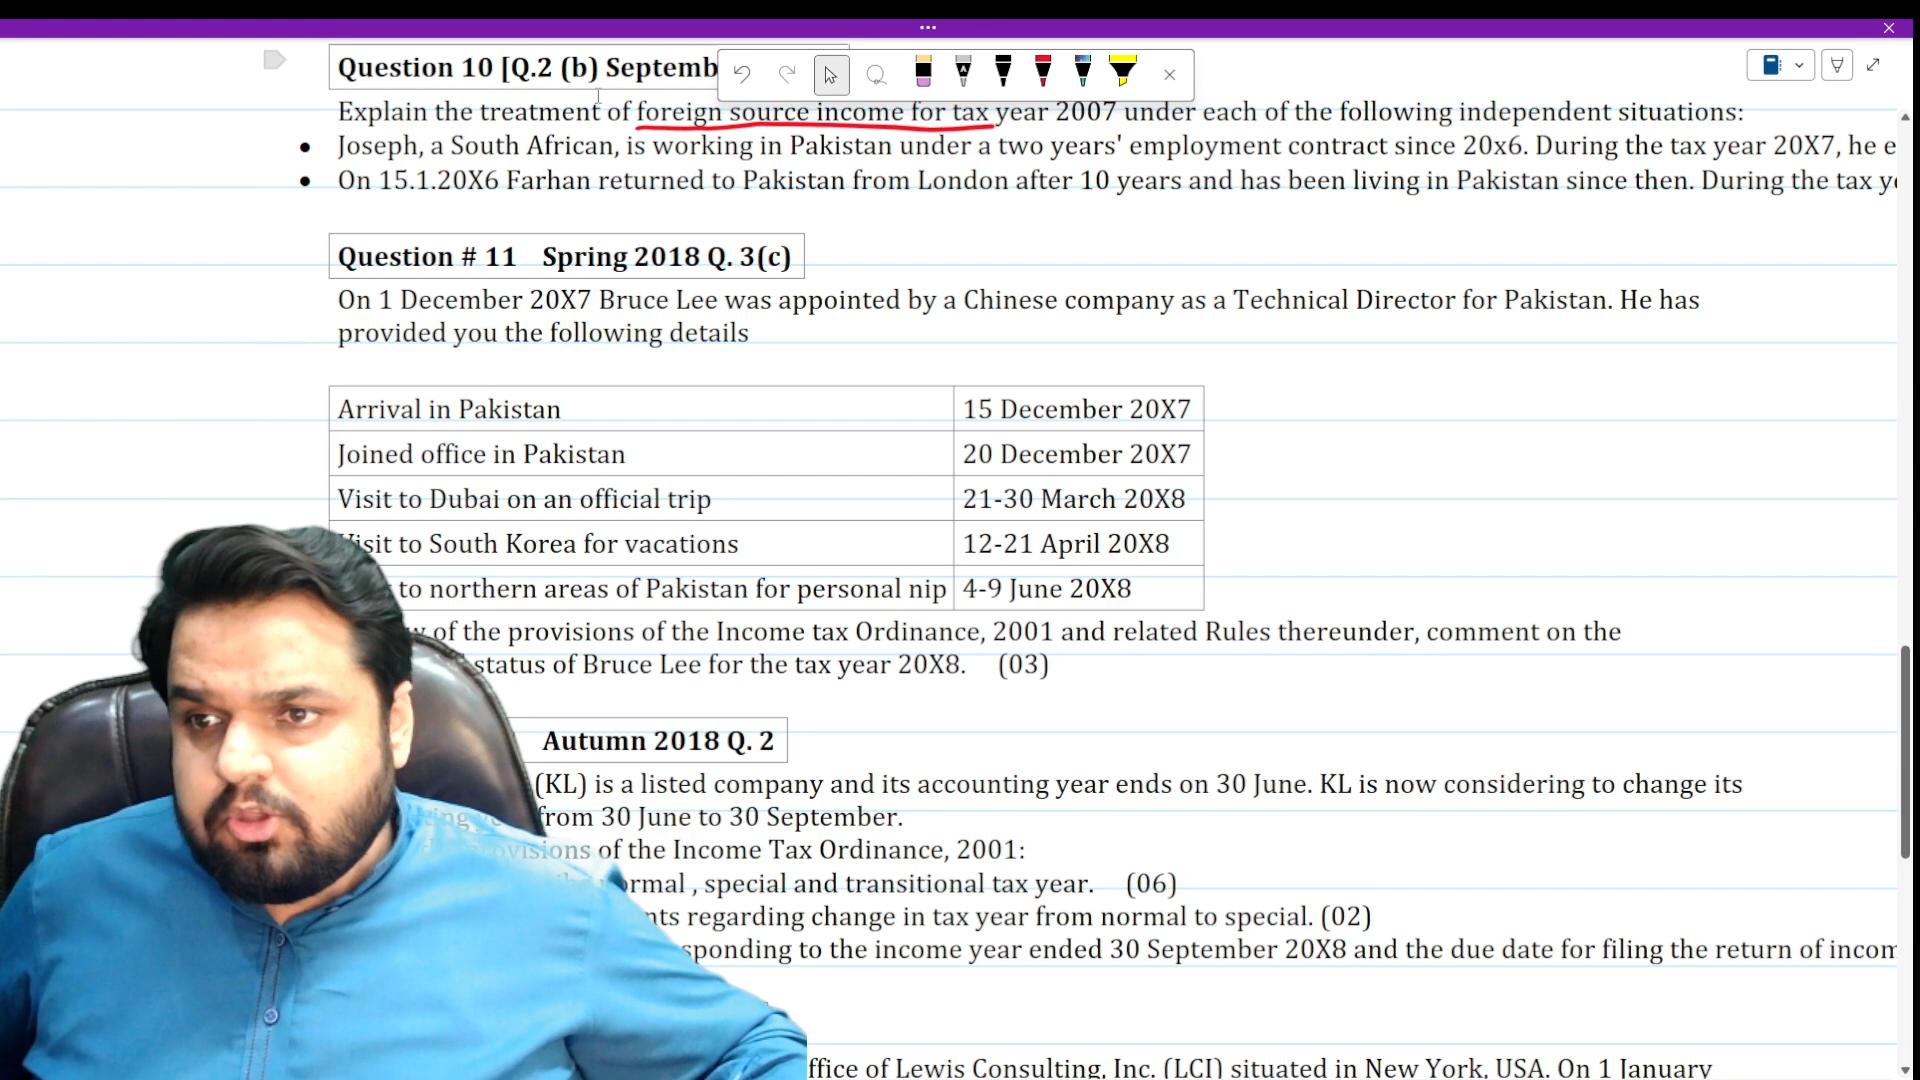 Question 10 [Q.2 (b) Septemb
Explain the treatment of foreign source income for tax year 2007 under each of the following independent situations:
• Joseph, a South African, is working in Pakistan under a two years' employment contract since 20x6. During the tax year 20X7, he e
• On 15.1.20X6 Farhan returned to Pakistan from London after 10 years and has been living in Pakistan since then. During the tax y
Question # 11 Spring 2018 Q. 3(c)
On 1 December 20X7 Bruce Lee was appointed by a Chinese company as a Technical Director for Pakistan. He has
provided you the following details
Arrival in Pakistan 15 December 20X7
Joined office in Pakistan 20 December 20X7
Visit to Dubai on an official trip 21-30 March 20X8
Visit to South Korea for vacations 12-21 April 20X8
to northern areas of Pakistan for personal nip 4-9 June 20X8
of the provisions of the Income tax Ordinance, 2001 and related Rules thereunder, comment on the
status of Bruce Lee for the tax year 20X8. (03)
Autumn 2018 Q. 2
(KL) is a listed company and its accounting year ends on 30 June. KL is now considering to change its
from 30 June to 30 September.
provisions of the Income Tax Ordinance, 2001:
normal , special and transitional tax year. (06)
nts regarding change in tax year from normal to special. (02)
sponding to the income year ended 30 September 20X8 and the due date for filing the return of incom
ffice of Lewis Consulting, Inc. (LCI) situated in New York, USA. On 1 January